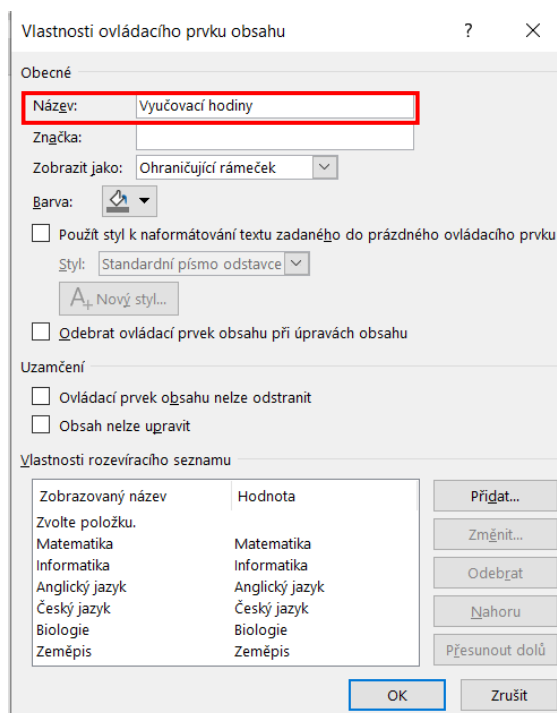 Vlastnosti ovládacího prvku obsahu ?
Obecné
Název: Vyučovací hodiny
Značka:
Zobrazit jako: Ohraničující rámeček
Barva:
Použít styl k naformátování textu zadaného do prázdného ovládacího prvku
Styl: Standardní písmo odstavce
A+ Nový styl...
Odebrat ovládací prvek obsahu při úpravách obsahu
Uzamčení
Ovládací prvek obsahu nelze odstranit
Obsah nelze upravit
Vlastnosti rozevíracího seznamu
Zobrazovaný název Hodnota Přidat...
Zvolte položku.
Matematika Matematika Změnit...
Informatika Informatika
Anglický jazyk Anglický jazyk Odebrat
Český jazyk Český jazyk Nahoru
Biologie Biologie
Zeměpis Zeměpis Přesunout dolů
OK Zrušit